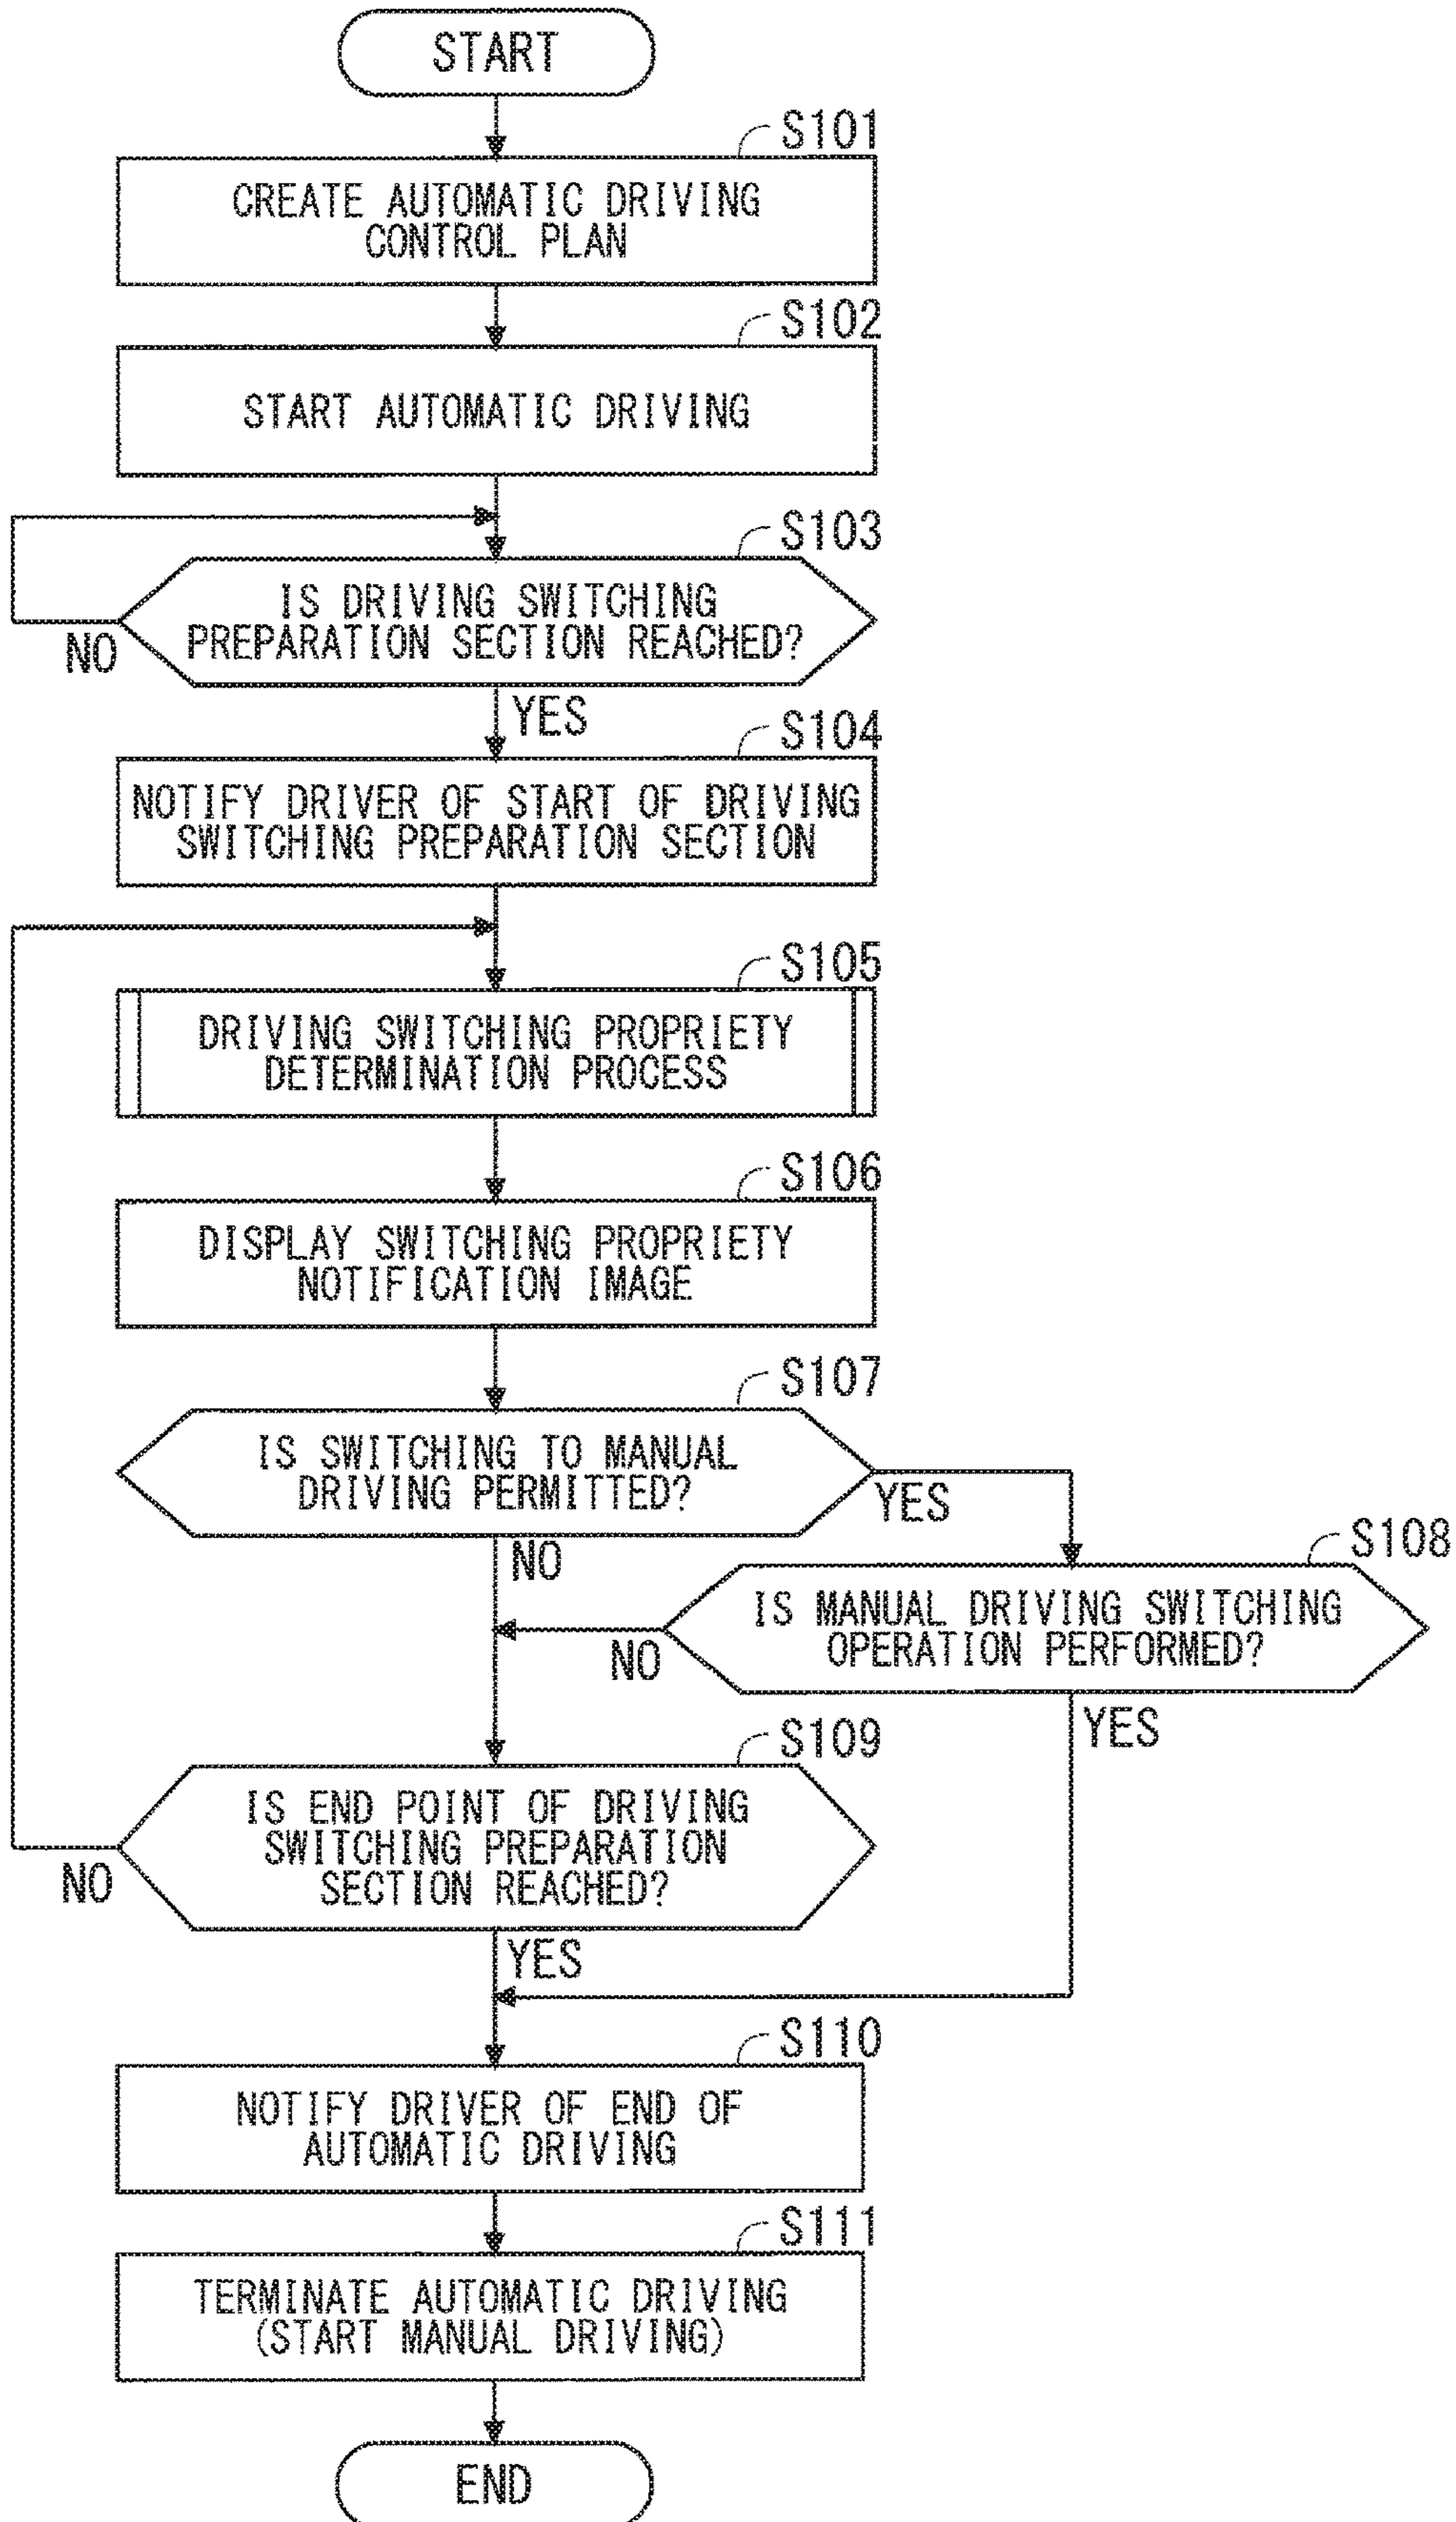 START
S101
CREATE AUTOMATIC DRIVING
CONTROL PLAN
S102
START AUTOMATIC DRIVING
S103
IS DRIVING SWITCHING
PREPARATION SECTION REACHED?
NO
YES
S104
NOTIFY DRIVER OF START OF DRIVING
SWITCHING PREPARATION SECTION
S105
DRIVING SWITCHING PROPRIETY
DETERMINATION PROCESS
S106
DISPLAY SWITCHING PROPRIETY
NOTIFICATION IMAGE
S107
IS SWITCHING TO MANUAL
DRIVING PERMITTED?
YES
NO
S108
IS MANUAL DRIVING SWITCHING
OPERATION PERFORMED?
NO
YES
S109
IS END POINT OF DRIVING
SWITCHING PREPARATION
SECTION REACHED?
NO
YES
S110
NOTIFY DRIVER OF END OF
AUTOMATIC DRIVING
S111
TERMINATE AUTOMATIC DRIVING
(START MANUAL DRIVING)
END